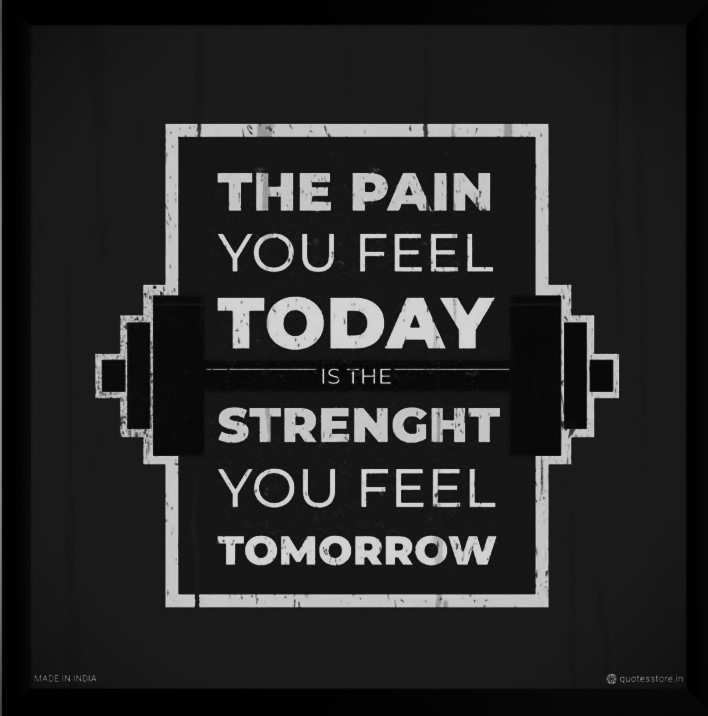 THE PAIN
YOU FEEL
TODAY
IS THE
STRENGHT
YOU FEEL
TOMORROW
MADE IN INDIA
quotesstore.in